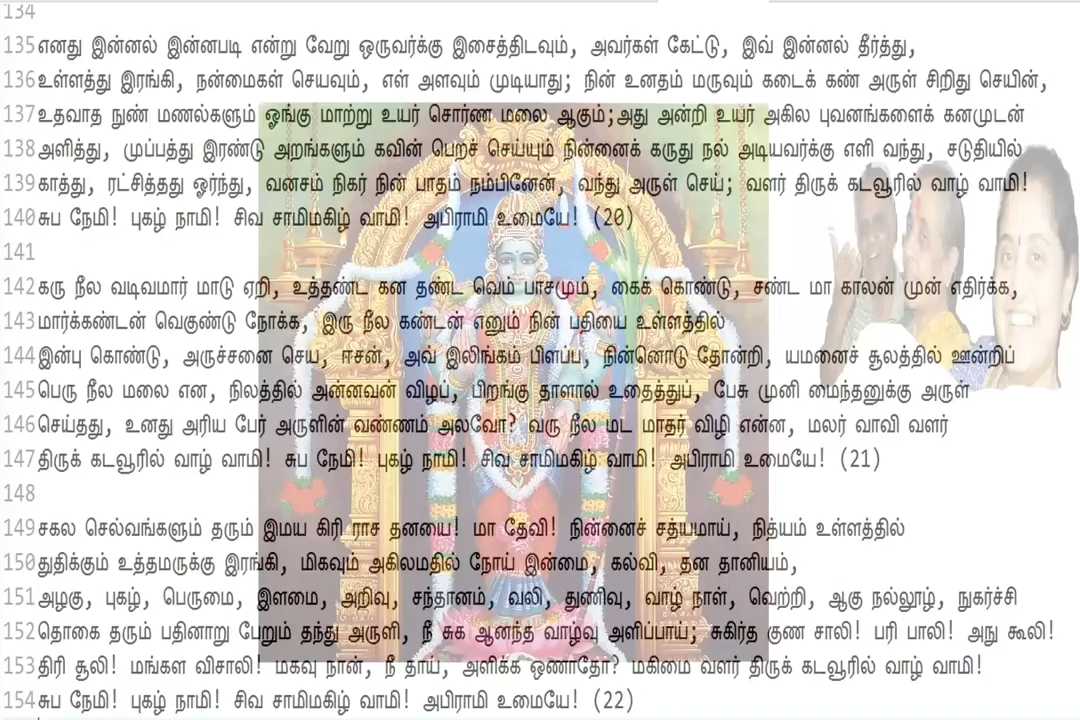 134
135 எனது இன்னல் இன்னபடி என்று வேறு ஒருவர்க்கு இசைத்திடவும், அவர்கள் கேட்டு, இவ் இன்னல் தீர்த்து,
136 உள்ளத்து இரங்கி, நன்மைகள் செயவும், எள் அளவும் முடியாது; நின் உனதம் மருவும் கடைக் கண் அருள் சிறிது செயின்,
137 உதவாத நுண் மணல்களும் ஓங்கு மாற்று உயர் சொர்ண மலை ஆகும்;அது அன்றி உயர் அகில புவனங்களைக் கனமுடன்
138 அளித்து, முப்பத்து இரண்டு அறங்களும் கவின் பெறச் செய்யும் நின்னைக் கருது நல் அடியவர்க்கு எளி வந்து, சடுதியில்
139 காத்து, ரட்சித்தது ஓர்ந்து, வனசம் நிகர் நின் பாதம் நம்பினேன், வந்து அருள் செய்; வளர் திருக் கடவூரில் வாழ் வாமி!
140 சுப நேமி! புகழ் நாமி! சிவ சாமிமகிழ் வாமி! அபிராமி உமையே! (20)
141
142 கரு நீல வடிவமார் மாடு ஏறி, உத்தண்ட கன தண்ட வெம் பாசமும், கைக் கொண்டு, சண்ட மா காலன் முன் எதிர்க்க,
143 மார்க்கண்டன் வெகுண்டு நோக்க, இரு நீல கண்டன் எனும் நின் பதியை உள்ளத்தில்
144 இன்பு கொண்டு, அருச்சனை செய, ஈசன், அவ் இலிங்கம் பிளப்ப, நின்னொடு தோன்றி, யமனைச் சூலத்தில் ஊன்றிப்
145 பெரு நீல மலை என, நிலத்தில் அன்னவன் விழப், பிறங்கு தாளால் உதைத்துப், பேசு முனி மைந்தனுக்கு அருள்
146 செய்தது, உனது அரிய பேர் அருளின் வண்ணம் அலவோ? வரு நீல மட மாதர் விழி என்ன, மலர் வாவி வளர்
147 திருக் கடவூரில் வாழ் வாமி! சுப நேமி! புகழ் நாமி! சிவ சாமிமகிழ் வாமி! அபிராமி உமையே! (21)
148
149 சகல செல்வங்களும் தரும் இமய கிரி ராச தனயை! மா தேவி! நின்னைச் சத்யமாய், நித்யம் உள்ளத்தில்
150 துதிக்கும் உத்தமருக்கு இரங்கி, மிகவும் அகிலமதில் நோய் இன்மை, கல்வி, தன தானியம்,
151 அழகு, புகழ், பெருமை, இளமை, அறிவு, சந்தானம், வலி, துணிவு, வாழ் நாள், வெற்றி, ஆகு நல்லூழ், நுகர்ச்சி
152 தொகை தரும் பதினாறு பேறும் தந்து அருளி, நீ சுக ஆனந்த வாழ்வு அளிப்பாய்; சுகிர்த குண சாலி! பரி பாலி! அநு கூலி!
153 திரி சூலி! மங்கள விசாலி! மகவு நான், நீ தாய், அளிக்க ஒணாதோ? மகிமை வளர் திருக் கடவூரில் வாழ் வாமி!
154 சுப நேமி! புகழ் நாமி! சிவ சாமிமகிழ் வாமி! அபிராமி உமையே! (22)